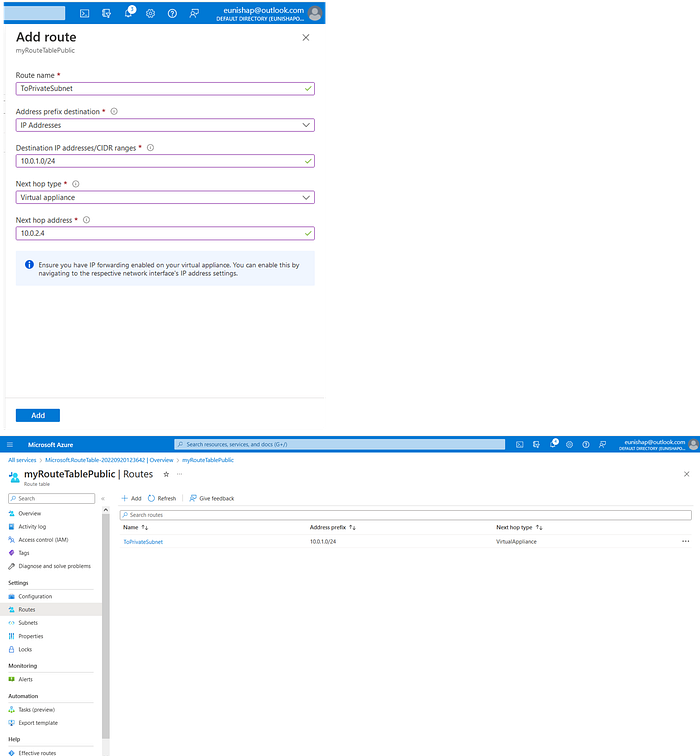 3
eunishap@outlook.com
DEFAULT DIRECTORY (EUNISHAPO...
Add route
myRouteTablePublic
Route name *
ToPrivateSubnet
Address prefix destination *
IP Addresses
Destination IP addresses/CIDR ranges *
10.0.1.0/24
Next hop type *
Virtual appliance
Next hop address *
10.0.2.4
Ensure you have IP forwarding enabled on your virtual appliance. You can enable this by
navigating to the respective network interface's IP address settings.
Add
Microsoft Azure
Search resources, services, and docs (G+/)
eunishap@outlook.com
DEFAULT DIRECTORY (EUNISHAPO...
All services > Microsoft.RouteTable-20220920123642 | Overview > myRouteTablePublic
myRouteTablePublic | Routes
Route table
Search
Add
Refresh
Give feedback
Search routes
Name
Address prefix
Next hop type
ToPrivateSubnet
10.0.1.0/24
VirtualAppliance
Overview
Activity log
Access control (IAM)
Tags
Diagnose and solve problems
Settings
Configuration
Routes
Subnets
Properties
Locks
Monitoring
Alerts
Automation
Tasks (preview)
Export template
Help
Effective routes